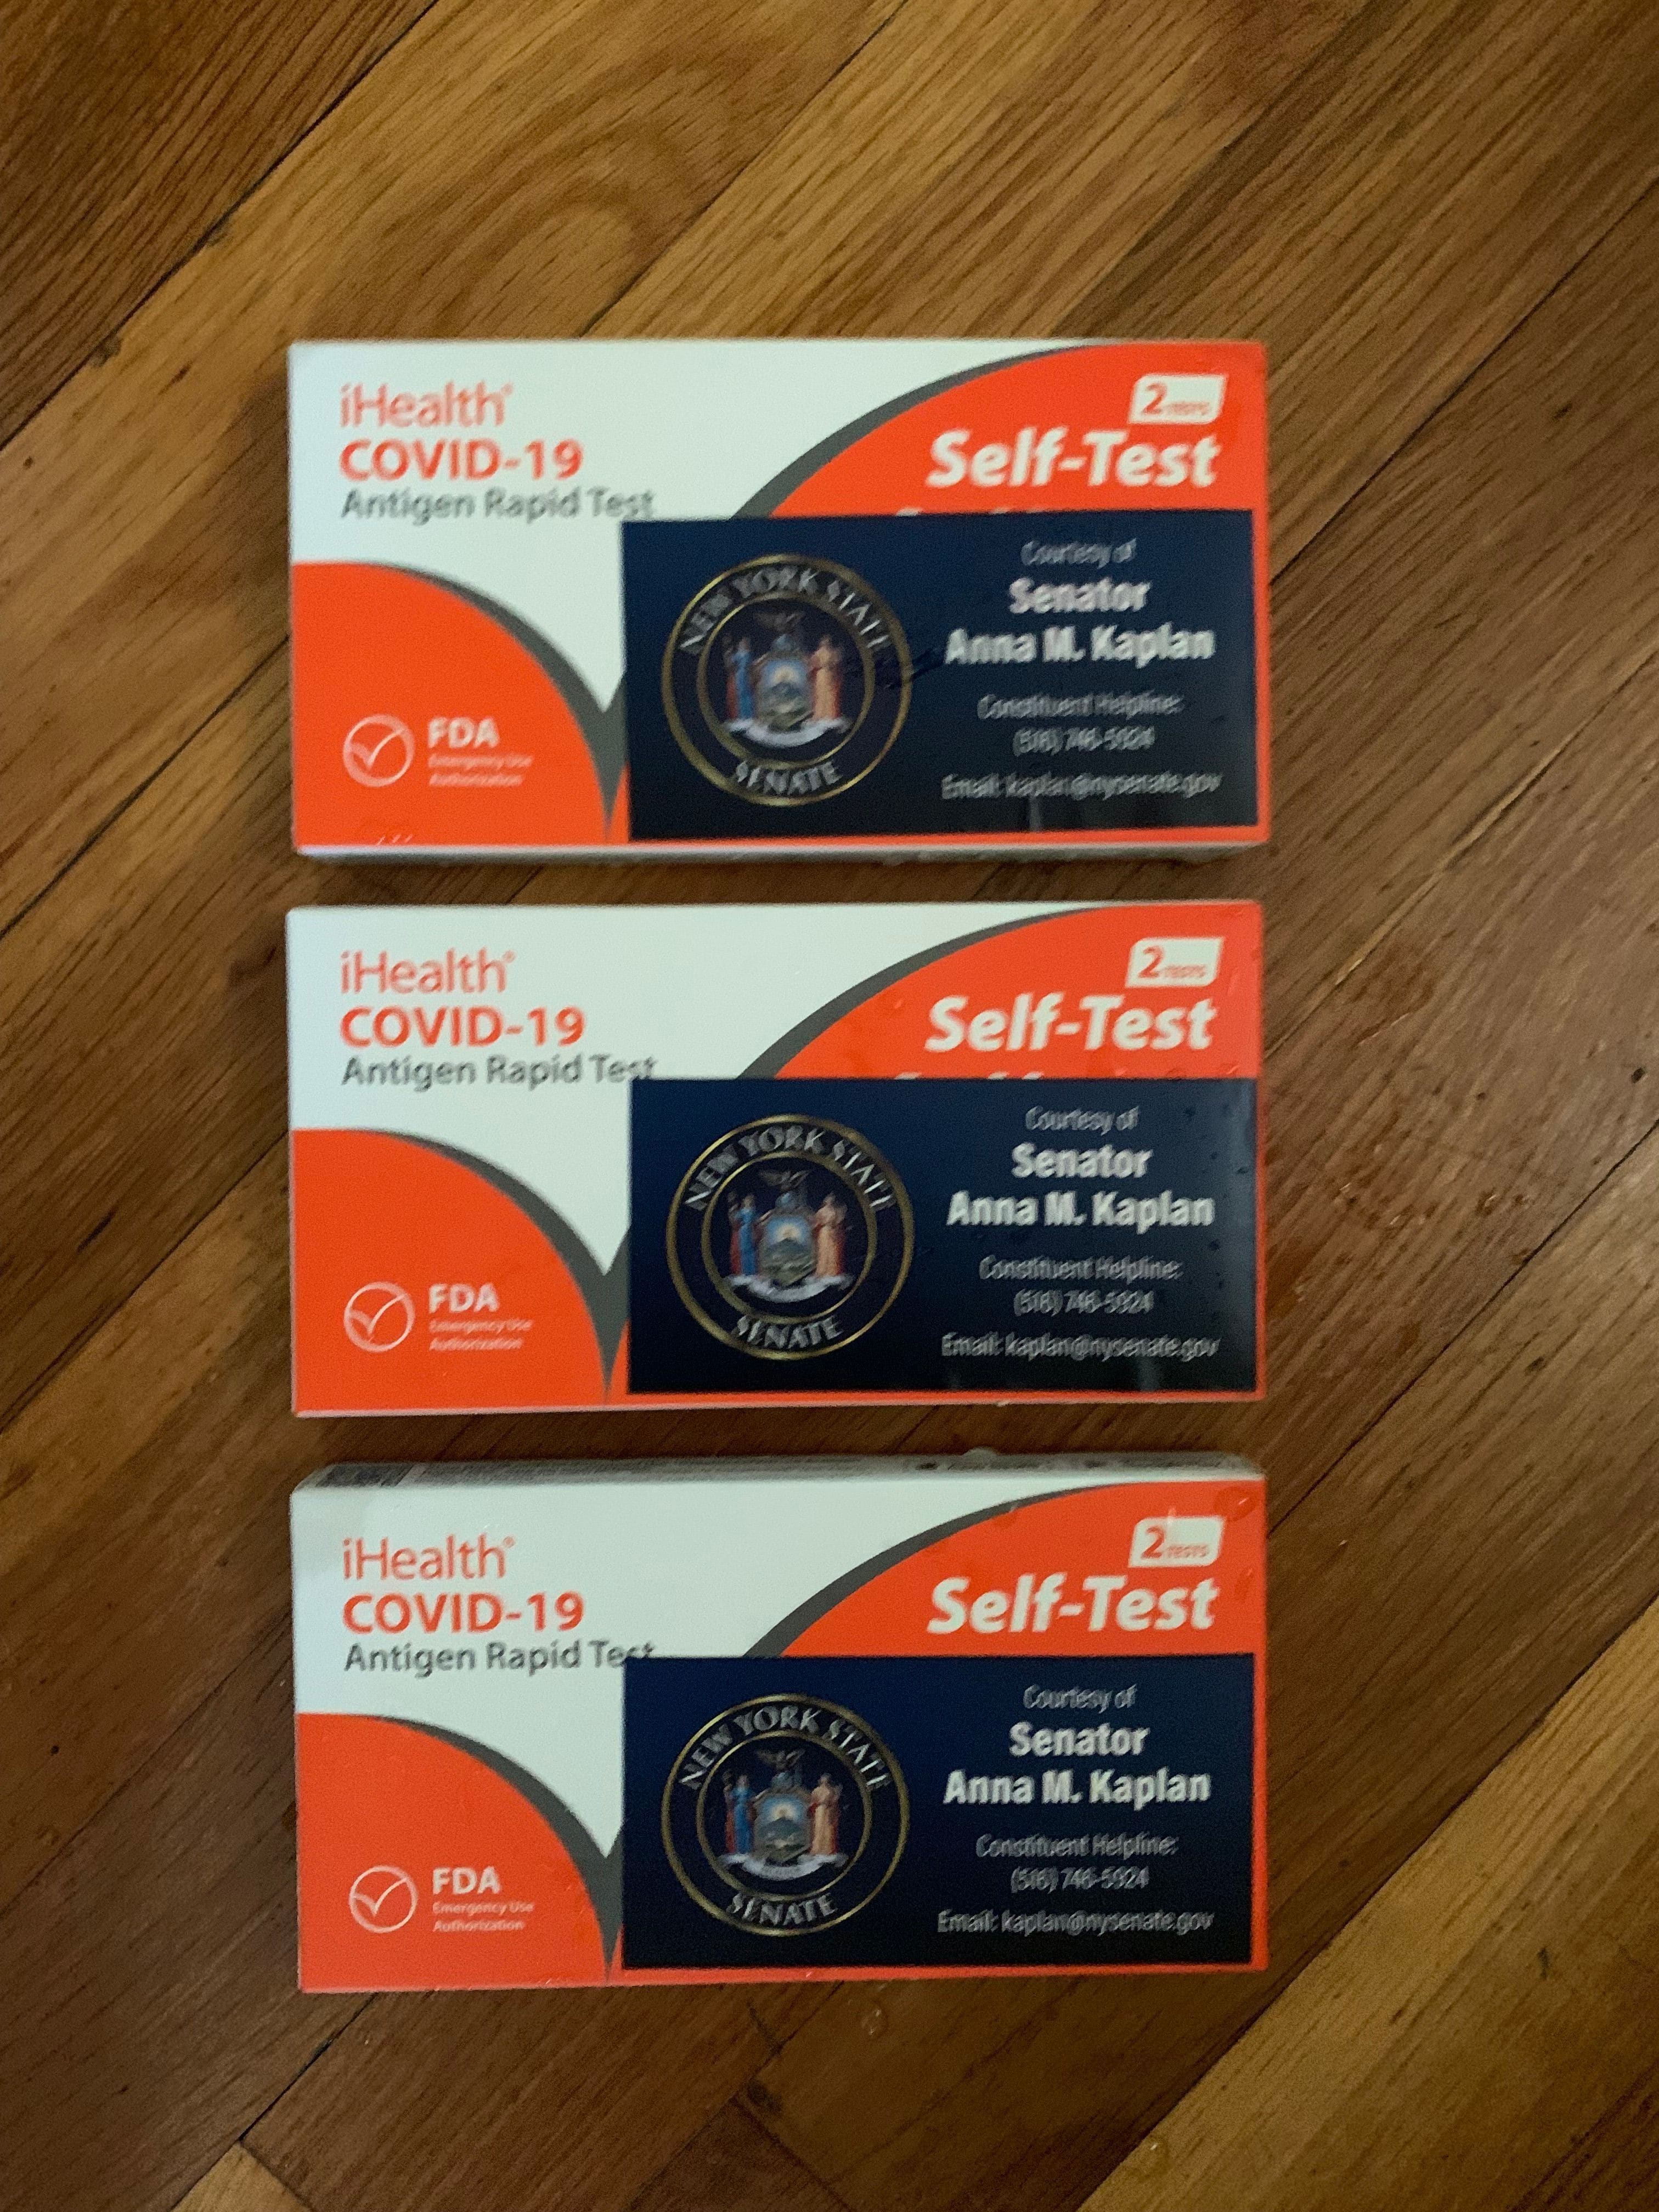 iHealth®
COVID-19
Antigen Rapid Test
2 TESTS
Self-Test
FDA
Emergency Use
Authorization
NEW YORK STATE
SENATE
Courtesy of
Senator
Anna M. Kaplan
Constituent Helpline:
(516) 746-5924
Email: kaplan@nysenate.gov
iHealth®
COVID-19
Antigen Rapid Test
2 TESTS
Self-Test
FDA
Emergency Use
Authorization
NEW YORK STATE
SENATE
Courtesy of
Senator
Anna M. Kaplan
Constituent Helpline:
(516) 746-5924
Email: kaplan@nysenate.gov
iHealth®
COVID-19
Antigen Rapid Test
2 TESTS
Self-Test
FDA
Emergency Use
Authorization
NEW YORK STATE
SENATE
Courtesy of
Senator
Anna M. Kaplan
Constituent Helpline:
(516) 746-5924
Email: kaplan@nysenate.gov